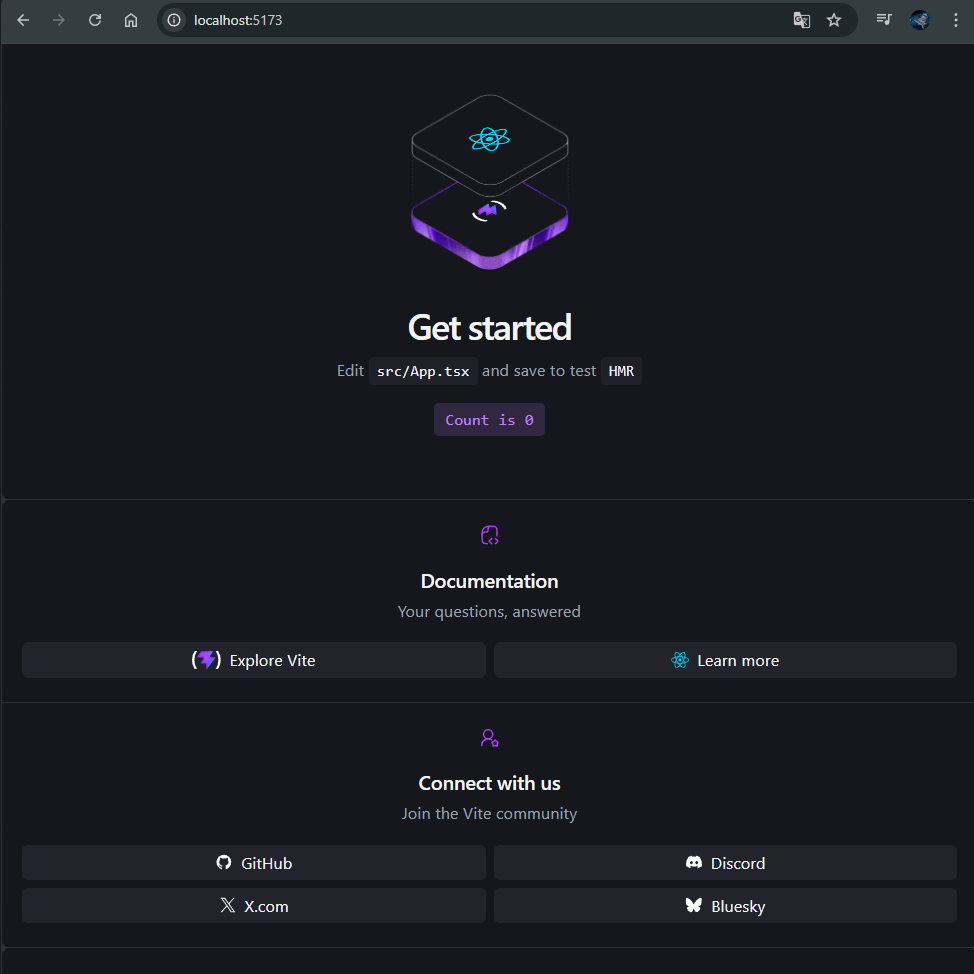 localhost:5173
Get started
Edit src/App.tsx and save to test HMR
Count is 0
Documentation
Your questions, answered
Explore Vite
Learn more
Connect with us
Join the Vite community
GitHub
Discord
X.com
Bluesky